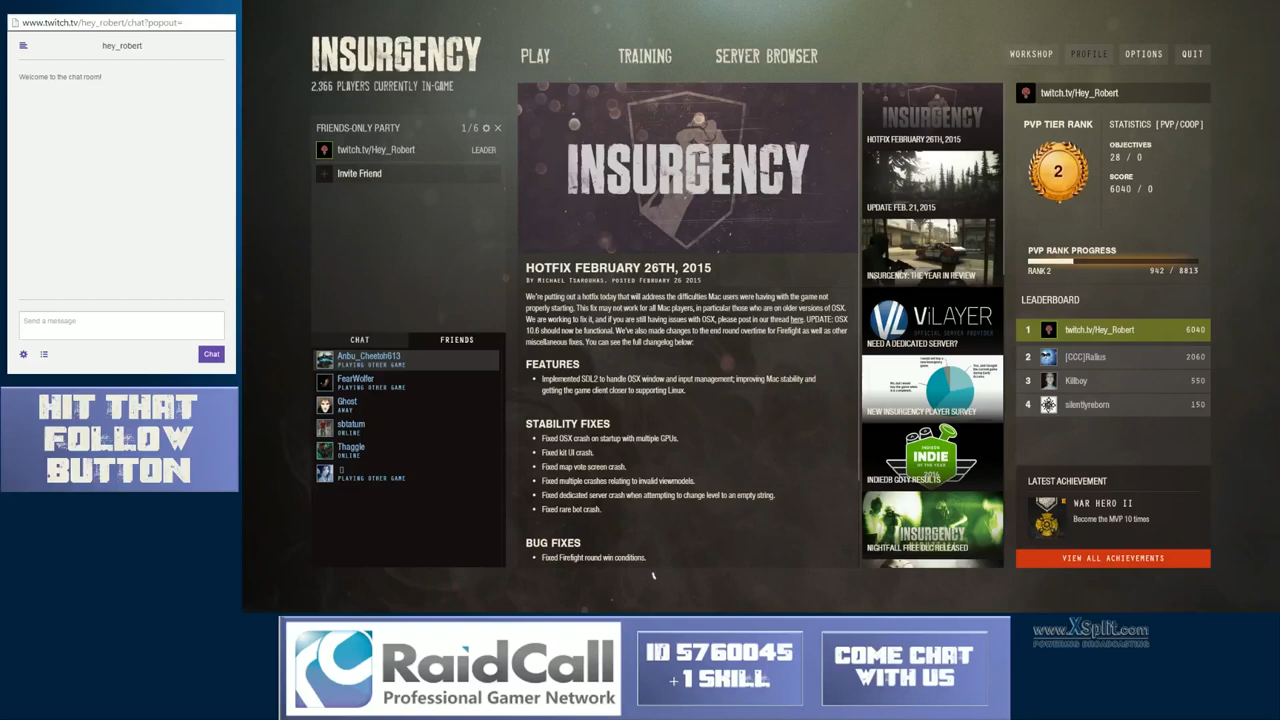 www.twitch.tv/hey_robert/chat?popout=
hey_robert
Welcome to the chat room!
Send a message
Chat
HIT THAT
FOLLOW
BUTTON
INSURGENCY
2,366 PLAYERS CURRENTLY IN-GAME
PLAY
TRAINING
SERVER BROWSER
WORKSHOP
PROFILE
OPTIONS
QUIT
FRIENDS-ONLY PARTY 1/6
twitch.tv/Hey_Robert LEADER
Invite Friend
CHAT
FRIENDS
Anbu_Cheetoh613
PLAYING OTHER GAME
FearWolfer
PLAYING OTHER GAME
Ghost
AWAY
sbtatum
ONLINE
Thaggle
ONLINE
PLAYING OTHER GAME
INSURGENCY
HOTFIX FEBRUARY 26TH, 2015
BY MICHAEL TSAROUHAS. POSTED FEBRUARY 26 2015
We're putting out a hotfix today that will address the difficulties Mac users were having with the game not
properly starting. This fix may not work for all Mac players, in particular those who are on older versions of OSX.
We are working to fix it, and if you are still having issues with OSX, please post in our thread here. UPDATE: OSX
10.6 should now be functional. We've also made changes to the end round overtime for Firefight as well as other
miscellaneous fixes. You can see the full changelog below:
FEATURES
• Implemented SDL2 to handle OSX window and input management; improving Mac stability and
getting the game client closer to supporting Linux.
STABILITY FIXES
• Fixed OSX crash on startup with multiple GPUs.
• Fixed kit UI crash.
• Fixed map vote screen crash.
• Fixed multiple crashes relating to invalid viewmodels.
• Fixed dedicated server crash when attempting to change level to an empty string.
• Fixed rare bot crash.
BUG FIXES
• Fixed Firefight round win conditions.
INSURGENCY
HOTFIX FEBRUARY 26TH, 2015
UPDATE FEB. 21, 2015
INSURGENCY: THE YEAR IN REVIEW
ViLAYER
OFFICIAL SERVER PROVIDER
NEED A DEDICATED SERVER?
NEW INSURGENCY PLAYER SURVEY
INDIEDB
INDIE
OF THE YEAR
2014
INDIEDB GOTY RESULTS
INSURGENCY
NIGHTFALL FREE DLC RELEASED
twitch.tv/Hey_Robert
PVP TIER RANK
2
STATISTICS [ PVP / COOP ]
OBJECTIVES
28 / 0
SCORE
6040 / 0
PVP RANK PROGRESS
RANK 2 942 / 8813
LEADERBOARD
1 twitch.tv/Hey_Robert 6040
2 [CCC]Ralius 2060
3 Killboy 550
4 silentlyreborn 150
LATEST ACHIEVEMENT
WAR HERO II
Become the MVP 10 times
VIEW ALL ACHIEVEMENTS
RaidCall
Professional Gamer Network
ID 5760045
+1 SKILL
COME CHAT
WITH US
www.XSplit.com
POWERING BROADCASTING